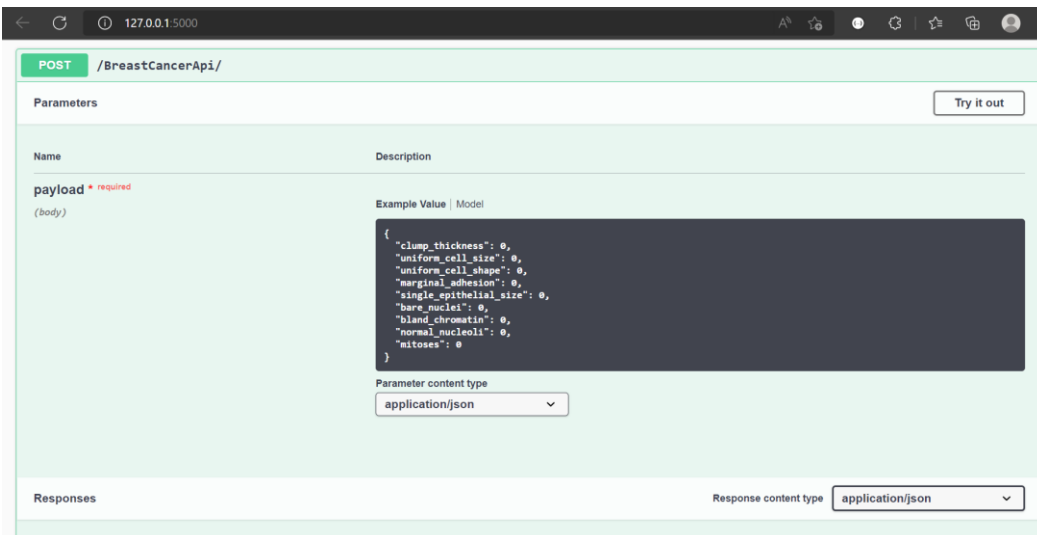 127.0.0.1:5000
POST /BreastCancerApi/
Parameters Try it out
Name Description
payload * required
(body)
Example Value | Model
{
"clump_thickness": 0,
"uniform_cell_size": 0,
"uniform_cell_shape": 0,
"marginal_adhesion": 0,
"single_epithelial_size": 0,
"bare_nuclei": 0,
"bland_chromatin": 0,
"normal_nucleoli": 0,
"mitoses": 0
}
Parameter content type
application/json
Responses Response content type application/json